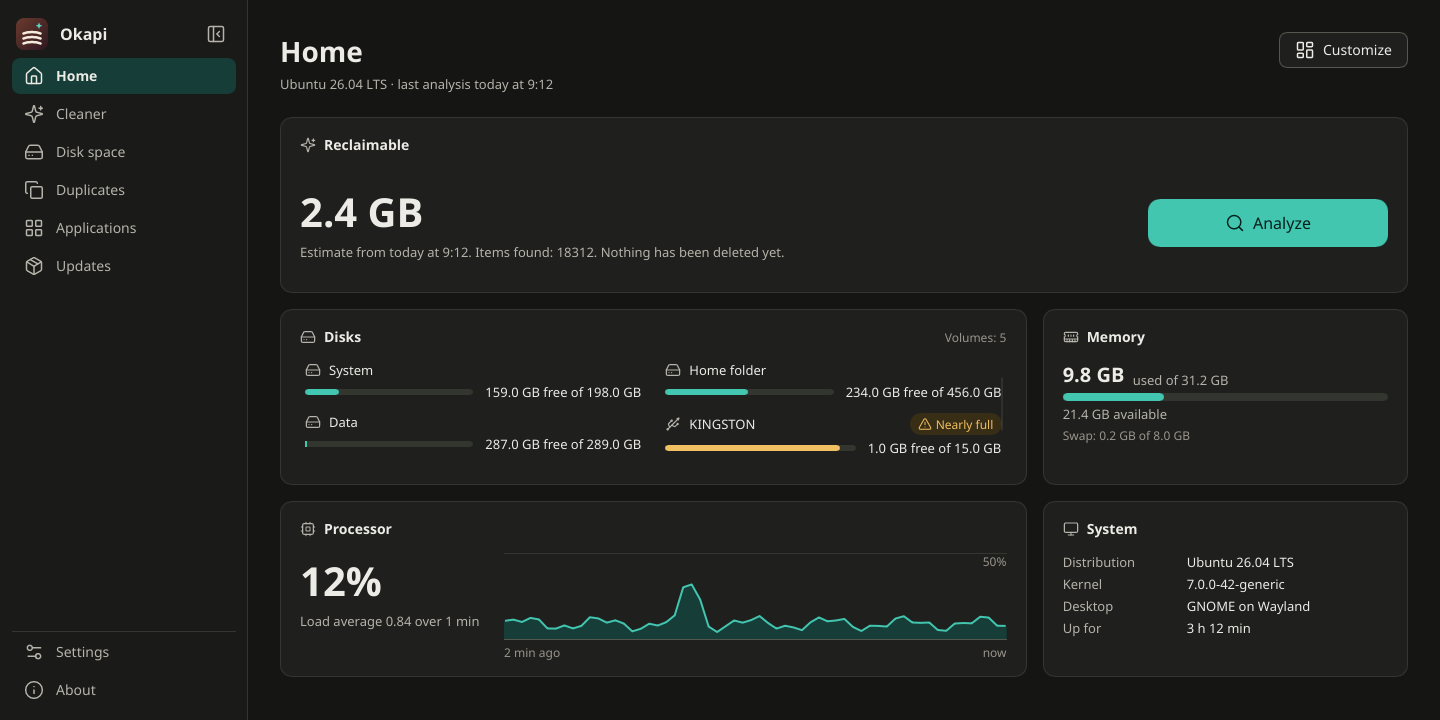 Okapi
Home
Cleaner
Disk space
Duplicates
Applications
Updates
Settings
About
Home
Ubuntu 26.04 LTS · last analysis today at 9:12
Customize
Reclaimable
2.4 GB
Estimate from today at 9:12. Items found: 18312. Nothing has been deleted yet.
Analyze
Disks
Volumes: 5
System
159.0 GB free of 198.0 GB
Home folder
234.0 GB free of 456.0 GB
Data
287.0 GB free of 289.0 GB
KINGSTON
Nearly full
1.0 GB free of 15.0 GB
Memory
9.8 GB used of 31.2 GB
21.4 GB available
Swap: 0.2 GB of 8.0 GB
Processor
12%
Load average 0.84 over 1 min
50%
2 min ago
now
System
Distribution Ubuntu 26.04 LTS
Kernel 7.0.0-42-generic
Desktop GNOME on Wayland
Up for 3 h 12 min